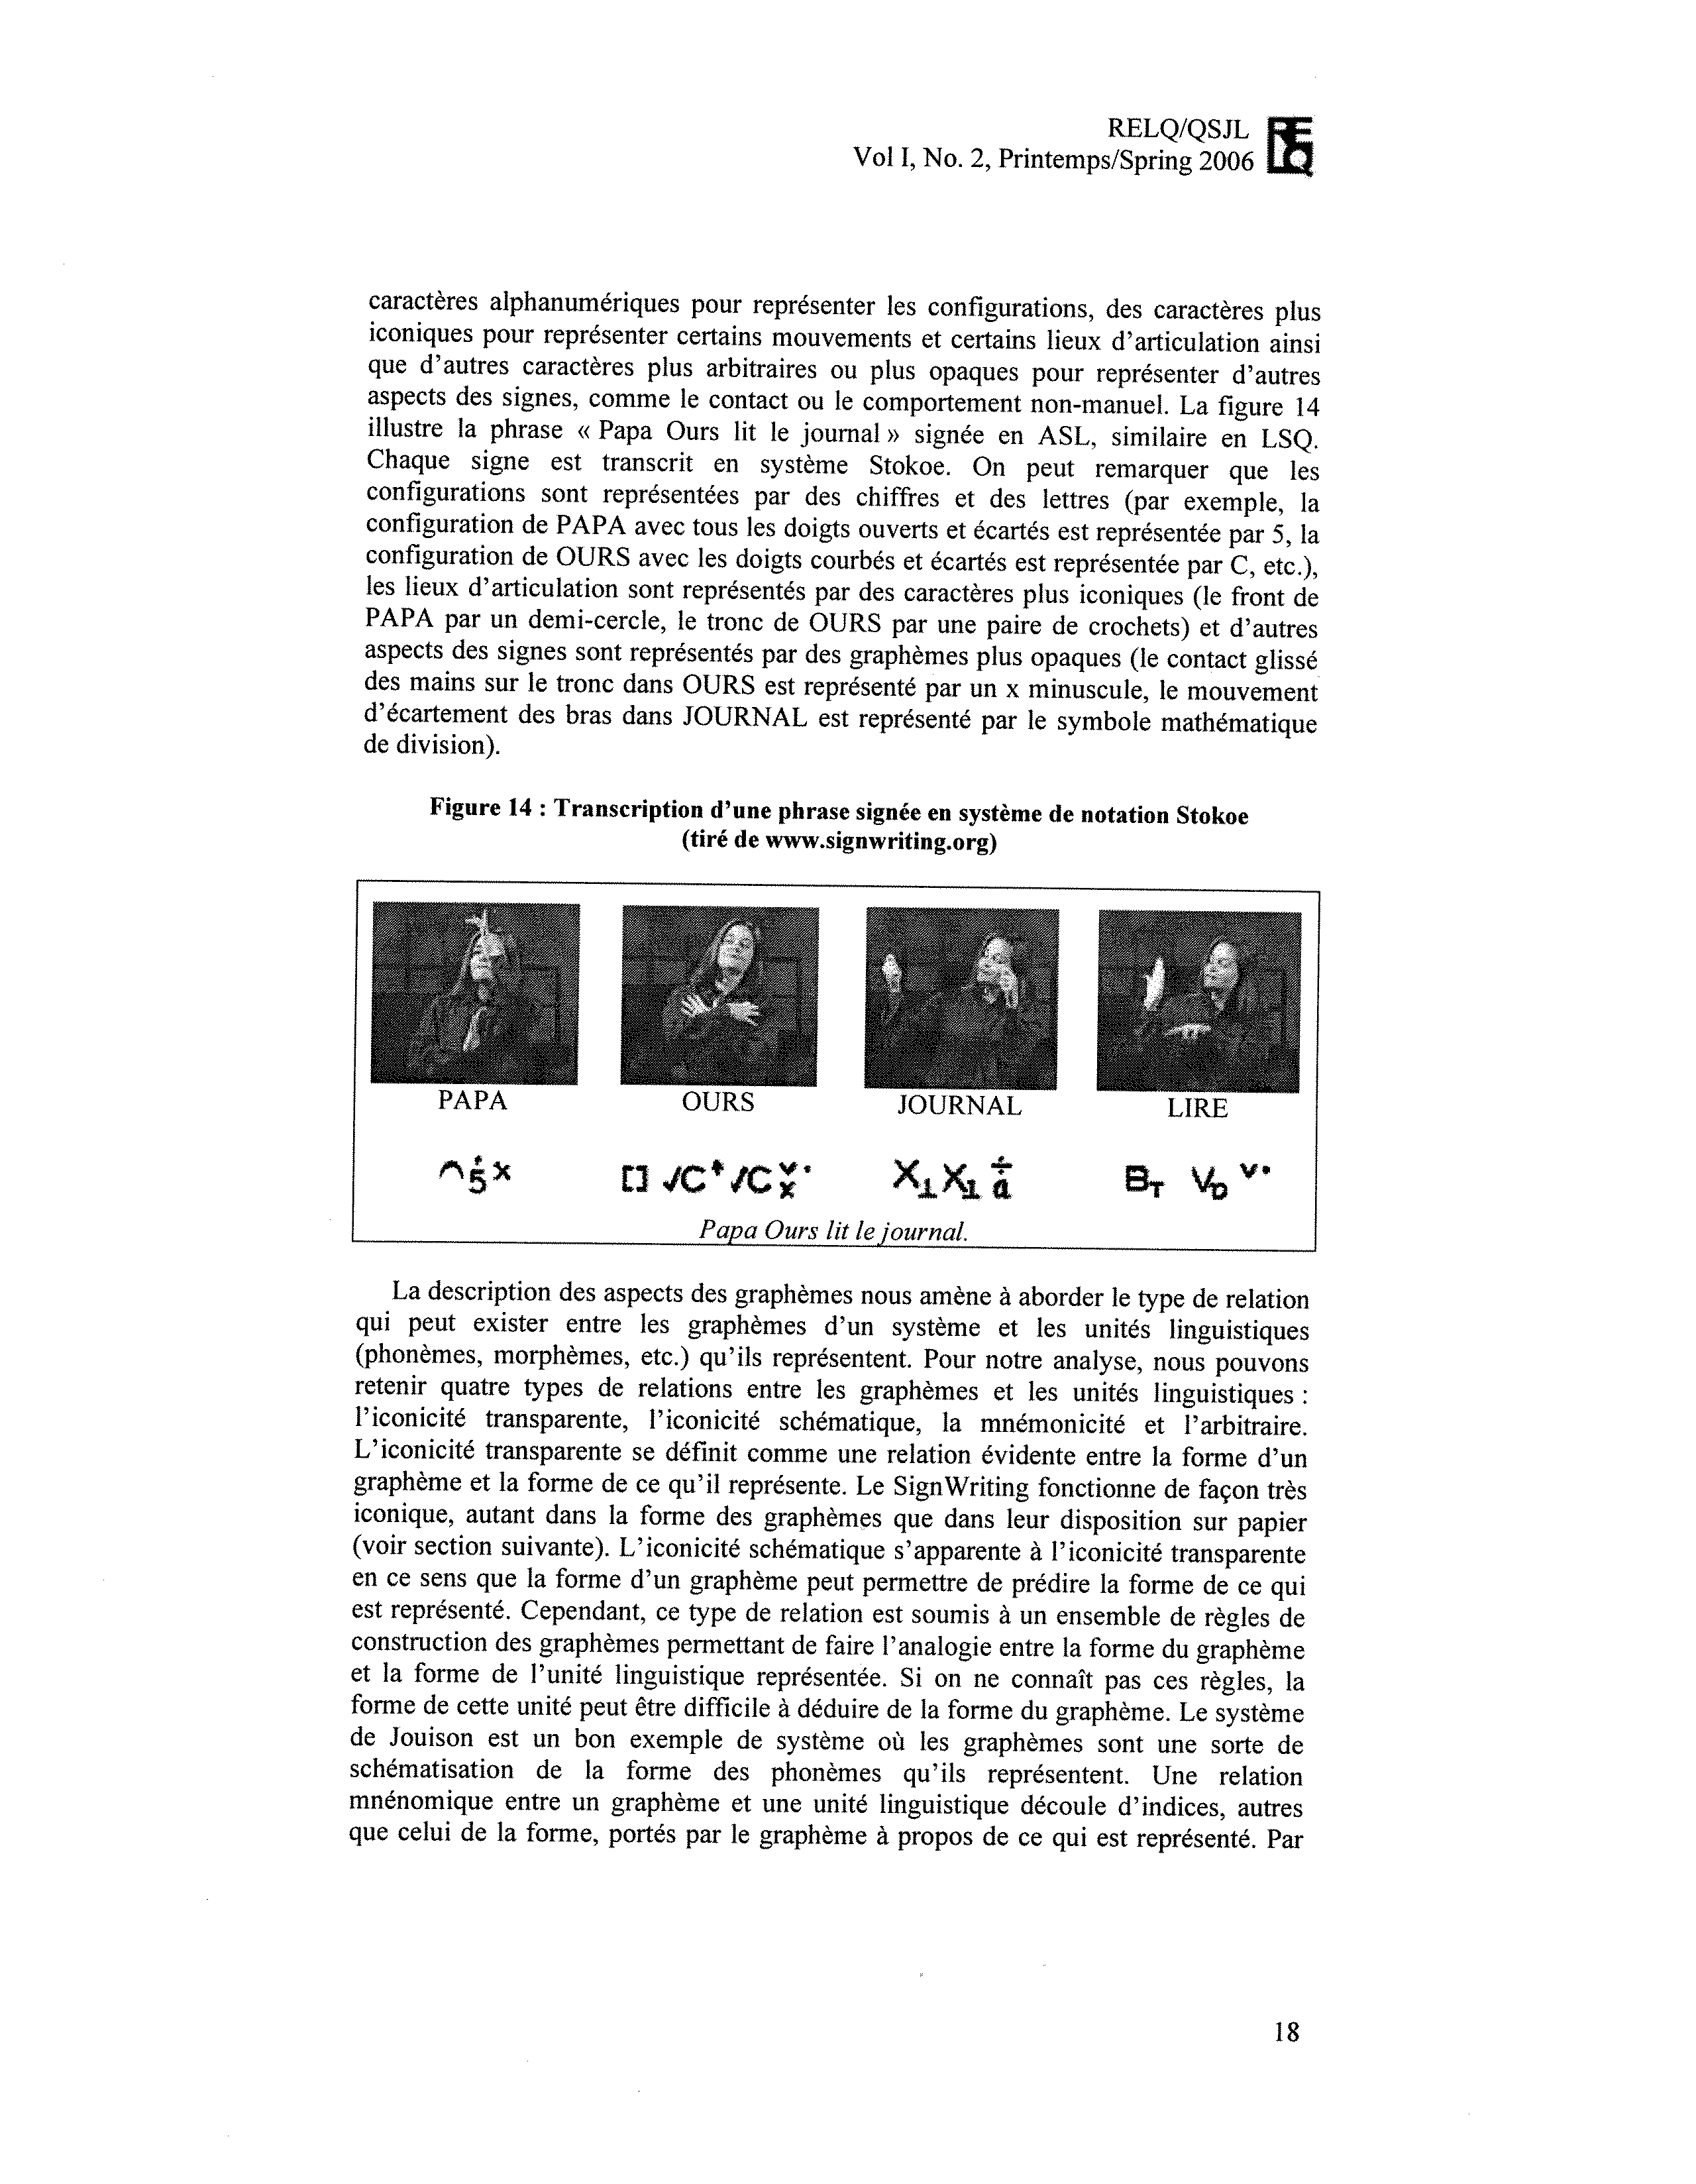 RELQ/QSJL
Vol I, No. 2, Printemps/Spring 2006
RELQ
caractères alphanumériques pour représenter les configurations, des caractères plus
iconiques pour représenter certains mouvements et certains lieux d'articulation ainsi
que d'autres caractères plus arbitraires ou plus opaques pour représenter d'autres
aspects des signes, comme le contact ou le comportement non-manuel. La figure 14
illustre la phrase « Papa Ours lit le journal » signée en ASL, similaire en LSQ.
Chaque signe est transcrit en système Stokoe. On peut remarquer que les
configurations sont représentées par des chiffres et des lettres (par exemple, la
configuration de PAPA avec tous les doigts ouverts et écartés est représentée par 5, la
configuration de OURS avec les doigts courbés et écartés est représentée par C, etc.),
les lieux d'articulation sont représentés par des caractères plus iconiques (le front de
PAPA par un demi-cercle, le tronc de OURS par une paire de crochets) et d'autres
aspects des signes sont représentés par des graphèmes plus opaques (le contact glissé
des mains sur le tronc dans OURS est représenté par un x minuscule, le mouvement
d'écartement des bras dans JOURNAL est représenté par le symbole mathématique
de division).
Figure 14 : Transcription d'une phrase signée en système de notation Stokoe
(tiré de www.signwriting.org)
PAPA OURS JOURNAL LIRE
Papa Ours lit le journal.
La description des aspects des graphèmes nous amène à aborder le type de relation
qui peut exister entre les graphèmes d'un système et les unités linguistiques
(phonèmes, morphèmes, etc.) qu'ils représentent. Pour notre analyse, nous pouvons
retenir quatre types de relations entre les graphèmes et les unités linguistiques :
l'iconicité transparente, l'iconicité schématique, la mnémonicité et l'arbitraire.
L'iconicité transparente se définit comme une relation évidente entre la forme d'un
graphème et la forme de ce qu'il représente. Le SignWriting fonctionne de façon très
iconique, autant dans la forme des graphèmes que dans leur disposition sur papier
(voir section suivante). L'iconicité schématique s'apparente à l'iconicité transparente
en ce sens que la forme d'un graphème peut permettre de prédire la forme de ce qui
est représenté. Cependant, ce type de relation est soumis à un ensemble de règles de
construction des graphèmes permettant de faire l'analogie entre la forme du graphème
et la forme de l'unité linguistique représentée. Si on ne connaît pas ces règles, la
forme de cette unité peut être difficile à déduire de la forme du graphème. Le système
de Jouison est un bon exemple de système où les graphèmes sont une sorte de
schématisation de la forme des phonèmes qu'ils représentent. Une relation
mnénomique entre un graphème et une unité linguistique découle d'indices, autres
que celui de la forme, portés par le graphème à propos de ce qui est représenté. Par
18